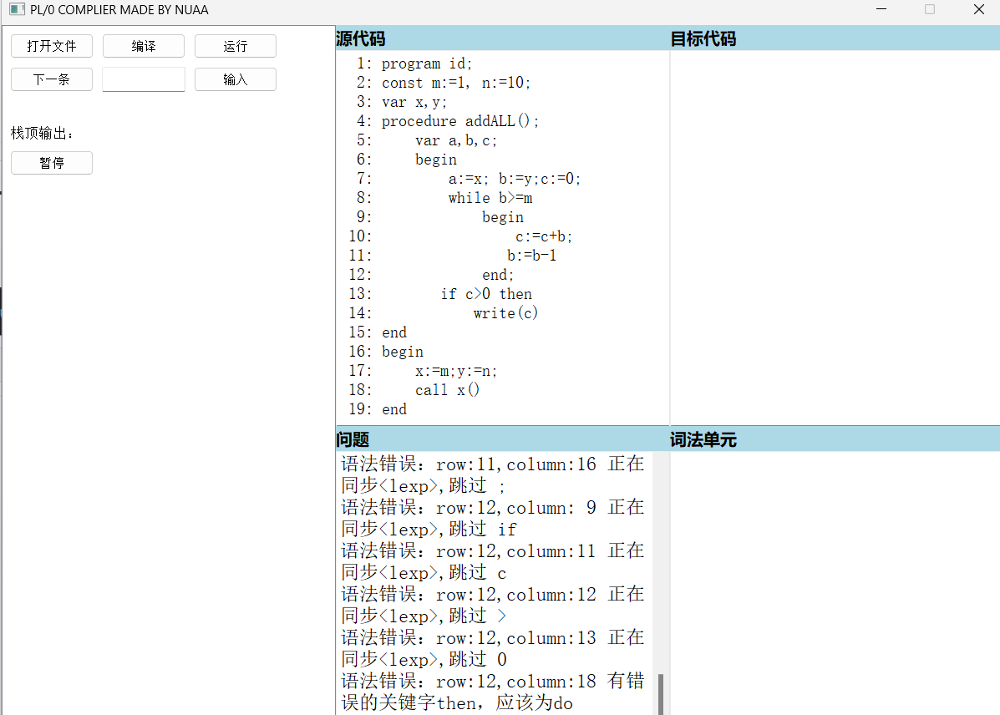 PL/0 COMPLIER MADE BY NUAA
打开文件 编译 运行
下一条 输入
栈顶输出：
暂停
源代码
1: program id;
2: const m:=1, n:=10;
3: var x,y;
4: procedure addALL();
5: var a,b,c;
6: begin
7: a:=x; b:=y;c:=0;
8: while b>=m
9: begin
10: c:=c+b;
11: b:=b-1
12: end;
13: if c>0 then
14: write(c)
15: end
16: begin
17: x:=m;y:=n;
18: call x()
19: end
目标代码
问题
语法错误：row:11,column:16 正在
同步<lexp>,跳过 ;
语法错误：row:12,column: 9 正在
同步<lexp>,跳过 if
语法错误：row:12,column:11 正在
同步<lexp>,跳过 c
语法错误：row:12,column:12 正在
同步<lexp>,跳过 >
语法错误：row:12,column:13 正在
同步<lexp>,跳过 0
语法错误：row:12,column:18 有错
误的关键字then，应该为do
词法单元